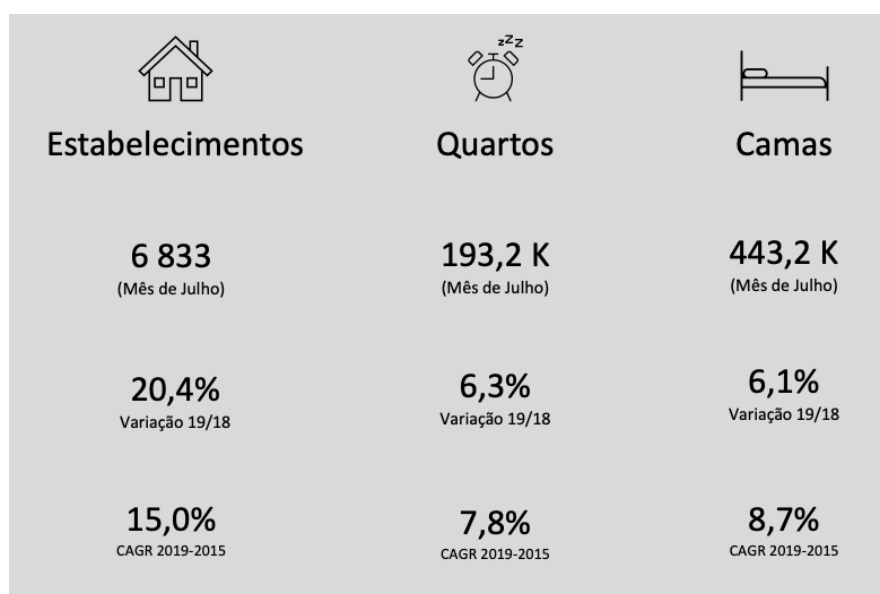 zZz
Estabelecimentos
Quartos
Camas
6 833
(Mês de Julho)
193,2 K
(Mês de Julho)
443,2 K
(Mês de Julho)
20,4%
Variação 19/18
6,3%
Variação 19/18
6,1%
Variação 19/18
15,0%
CAGR 2019-2015
7,8%
CAGR 2019-2015
8,7%
CAGR 2019-2015